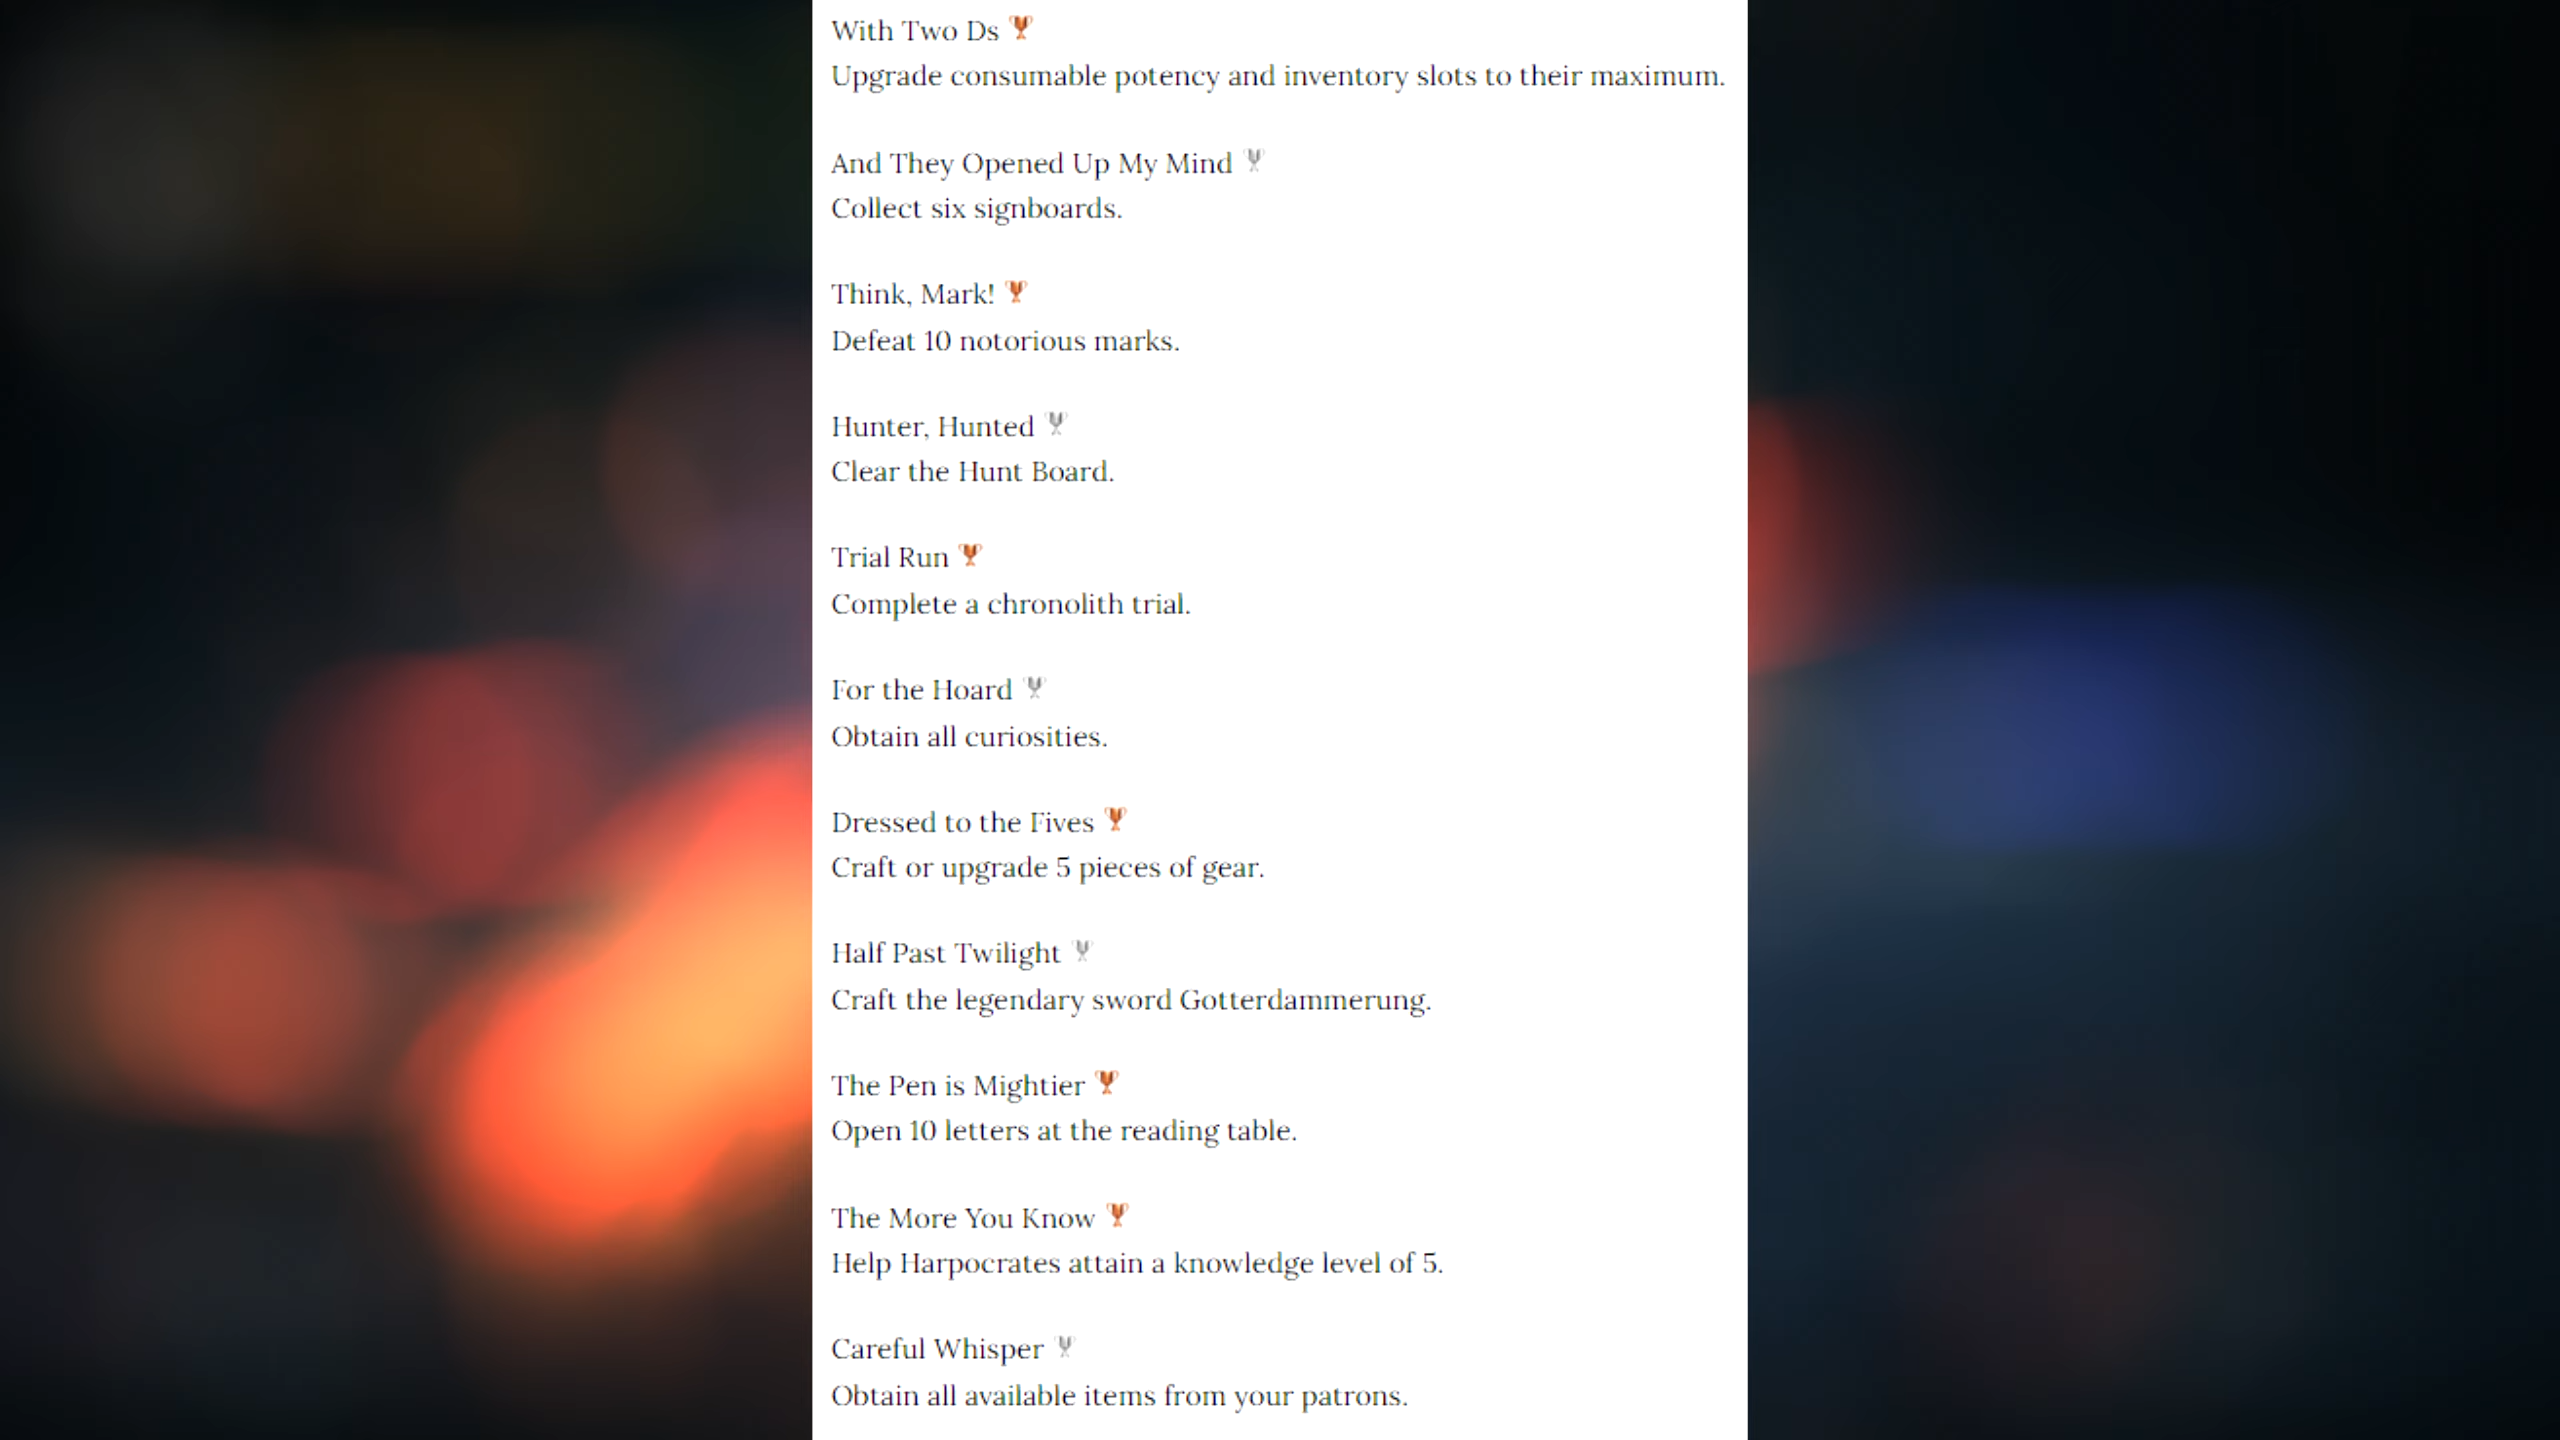 With Two Ds
Upgrade consumable potency and inventory slots to their maximum.
And They Opened Up My Mind
Collect six signboards.
Think, Mark!
Defeat 10 notorious marks.
Hunter, Hunted
Clear the Hunt Board.
Trial Run
Complete a chronolith trial.
For the Hoard
Obtain all curiosities.
Dressed to the Fives
Craft or upgrade 5 pieces of gear.
Half Past Twilight
Craft the legendary sword Gotterdammerung.
The Pen is Mightier
Open 10 letters at the reading table.
The More You Know
Help Harpocrates attain a knowledge level of 5.
Careful Whisper
Obtain all available items from your patrons.